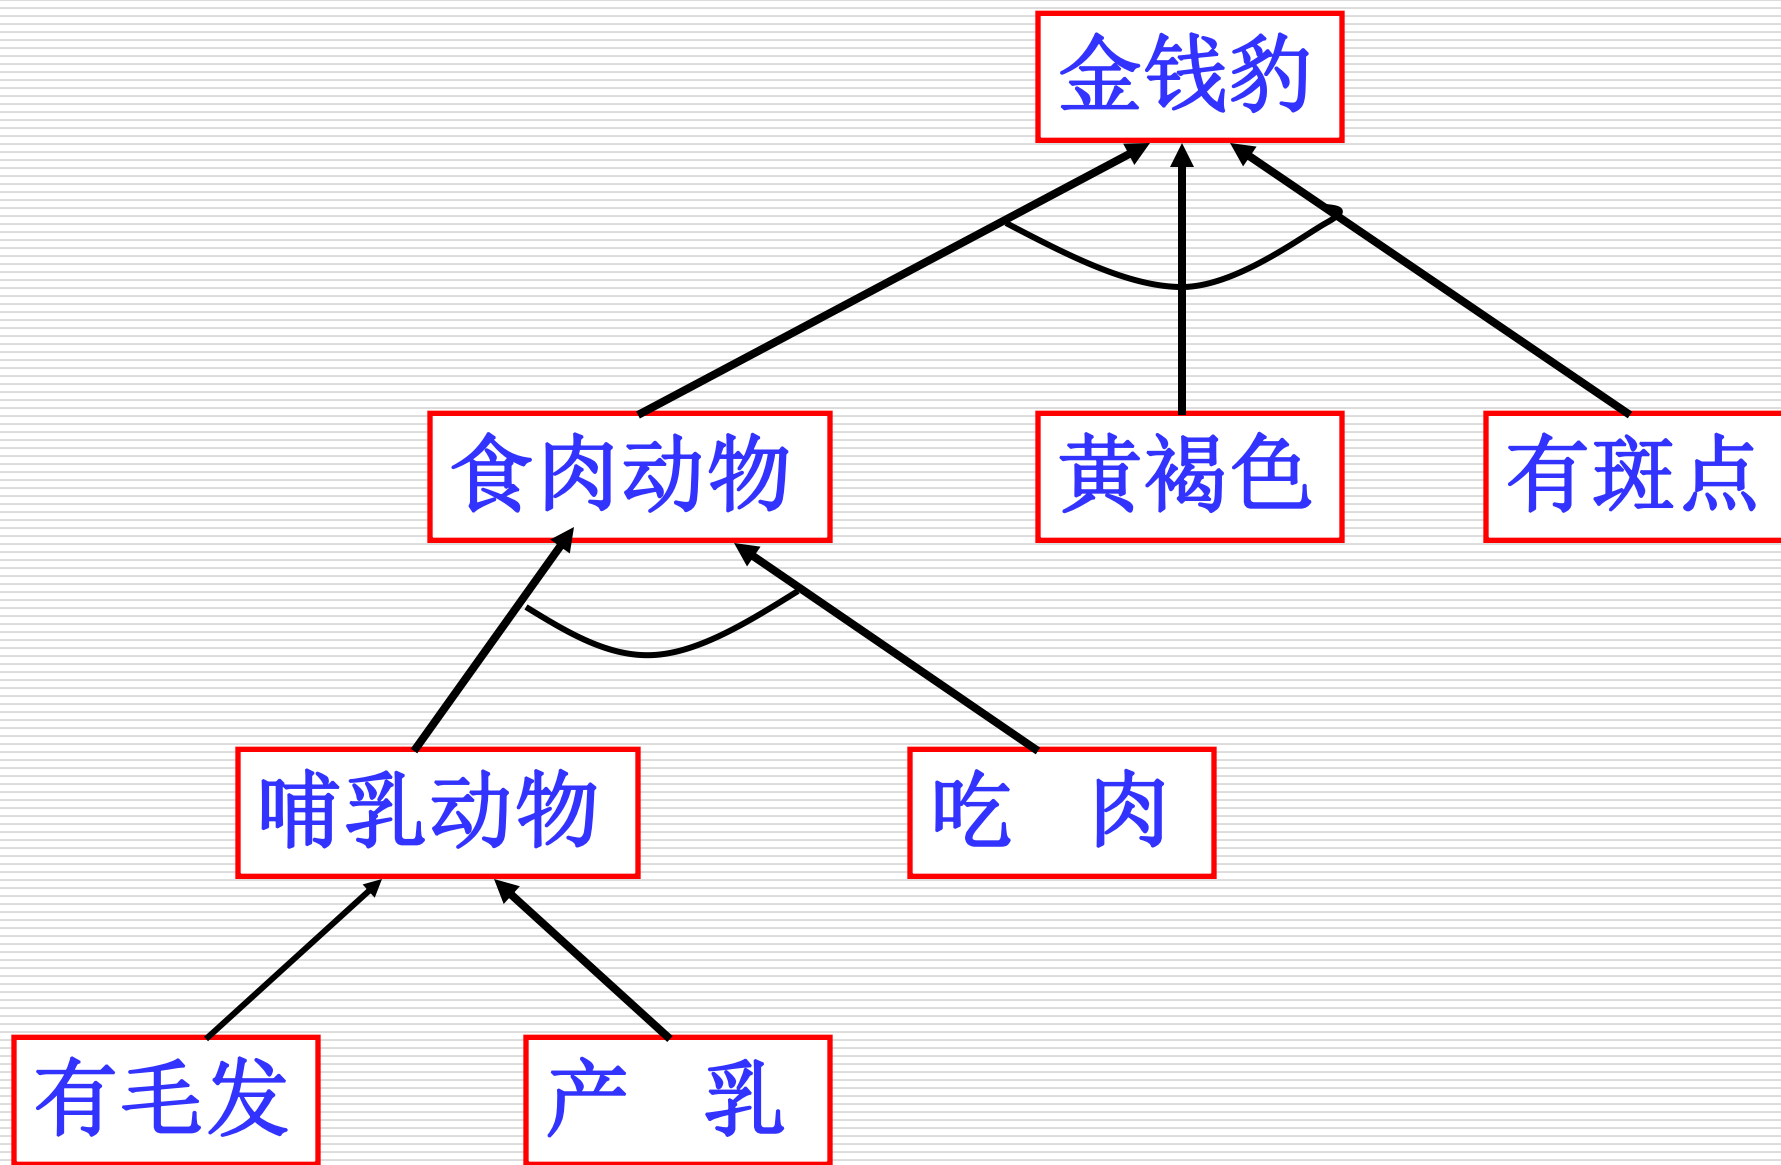 金钱豹
食肉动物
黄褐色
有斑点
哺乳动物
吃 肉
有毛发
产 乳